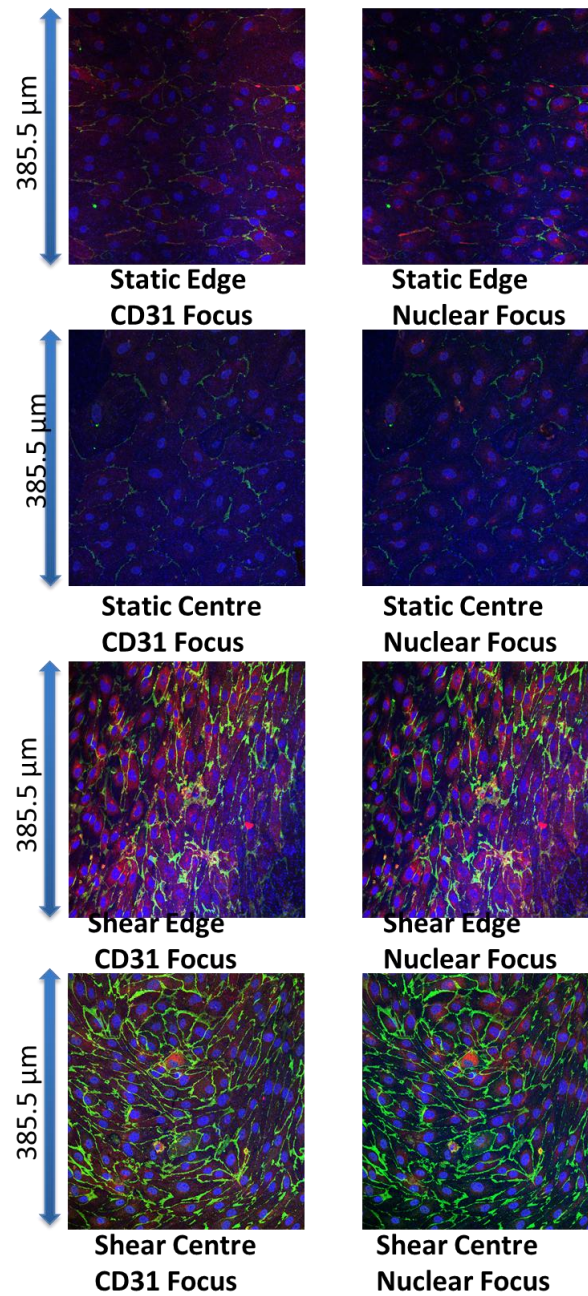 385.5 µm
Static Edge
CD31 Focus
Static Edge
Nuclear Focus
385.5 µm
Static Centre
CD31 Focus
Static Centre
Nuclear Focus
385.5 µm
Shear Edge
CD31 Focus
Shear Edge
Nuclear Focus
385.5 µm
Shear Centre
CD31 Focus
Shear Centre
Nuclear Focus